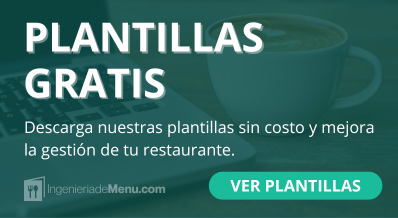 PLANTILLAS
GRATIS
Descarga nuestras plantillas sin costo y mejora
la gestión de tu restaurante.
IngenieriadeMenu.com
VER PLANTILLAS